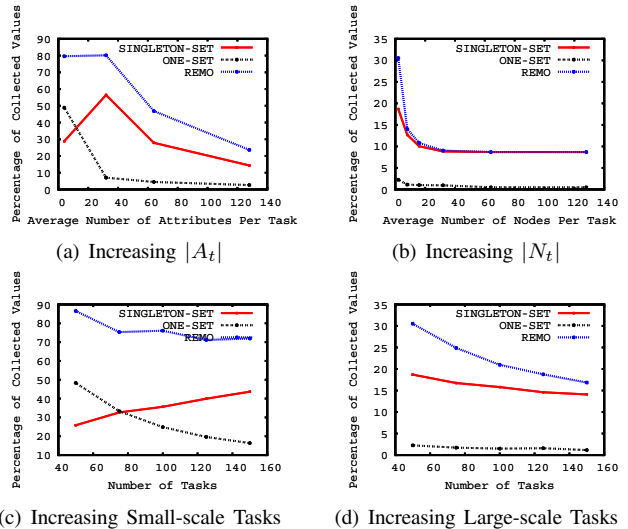 Percentage of Collected Values
90
80
70
60
50
40
30
20
10
0
SINGLETON-SET
ONE-SET
REMO
0 20 40 60 80 100 120 140
Average Number of Attributes Per Task
(a) Increasing |A_t|
Percentage of Collected Values
35
30
25
20
15
10
5
0
SINGLETON-SET
ONE-SET
REMO
0 20 40 60 80 100 120 140
Average Number of Nodes Per Task
(b) Increasing |N_t|
Percentage of Collected Values
90
80
70
60
50
40
30
20
10
SINGLETON-SET
ONE-SET
REMO
40 60 80 100 120 140 160
Number of Tasks
(c) Increasing Small-scale Tasks
Percentage of Collected Values
35
30
25
20
15
10
5
0
SINGLETON-SET
ONE-SET
REMO
40 60 80 100 120 140 160
Number of Tasks
(d) Increasing Large-scale Tasks